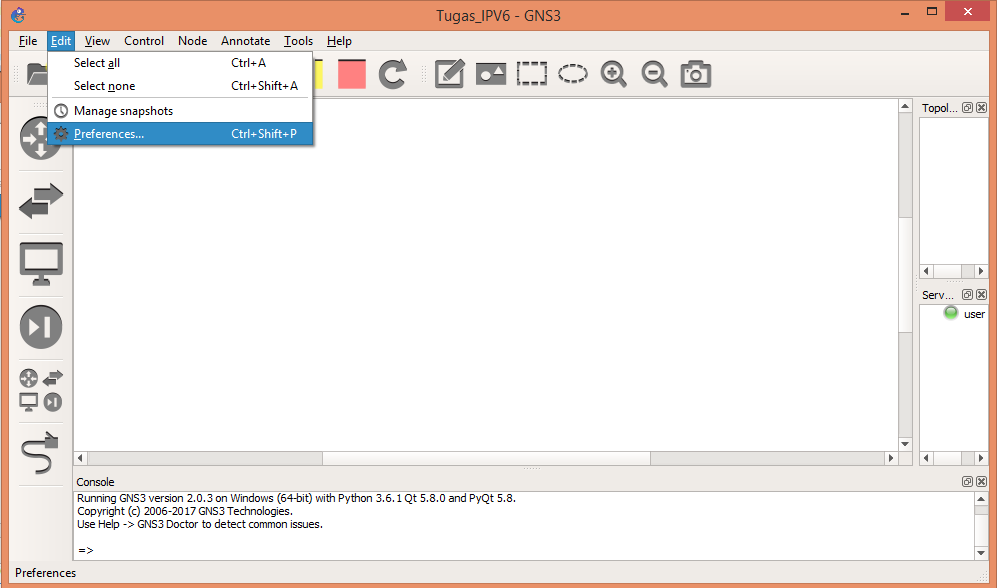 Tugas_IPV6 - GNS3
File Edit View Control Node Annotate Tools Help
Select all Ctrl+A
Select none Ctrl+Shift+A
Manage snapshots
Preferences... Ctrl+Shift+P
Topol...
Serv...
user
Console
Running GNS3 version 2.0.3 on Windows (64-bit) with Python 3.6.1 Qt 5.8.0 and PyQt 5.8.
Copyright (c) 2006-2017 GNS3 Technologies.
Use Help -> GNS3 Doctor to detect common issues.
=>
Preferences